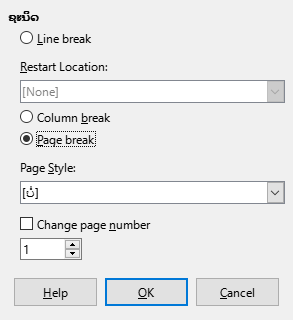 ຊະນິດ
Line break
Restart Location:
[None]
Column break
Page break
Page Style:
[ບໍ່]
Change page number
1
Help OK Cancel